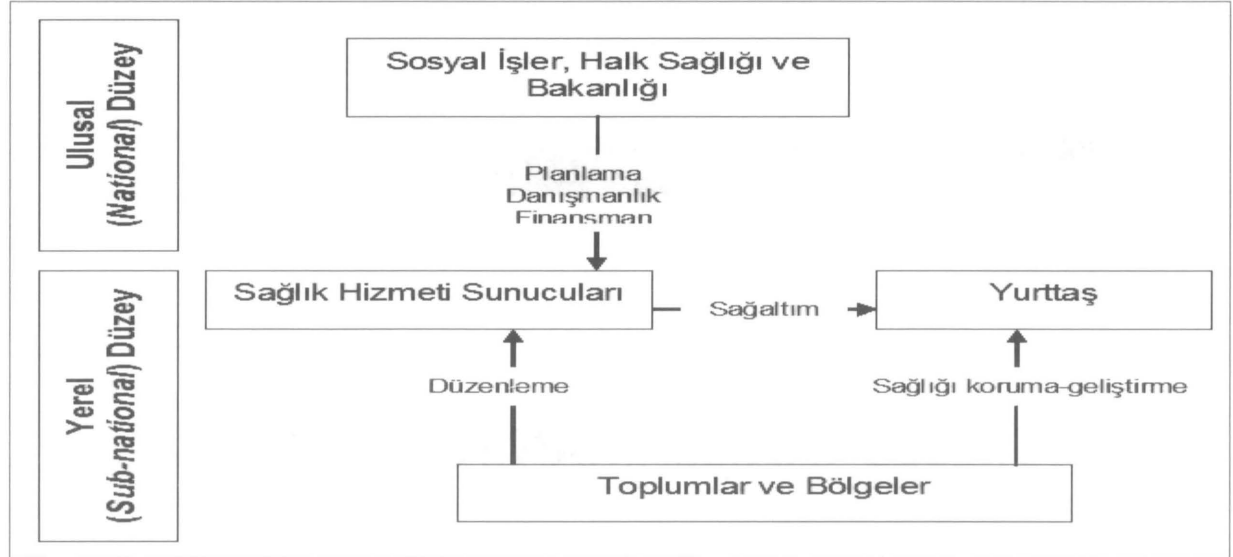 Ulusal
(National) Düzey
Sosyal İşler, Halk Sağlığı ve
Bakanlığı
Planlama
Danışmanlık
Finansman
Yerel
(Sub-national) Düzey
Sağlık Hizmeti Sunucuları
Sağaltım
Yurttaş
Düzenleme
Sağlığı koruma-geliştirme
Toplumlar ve Bölgeler